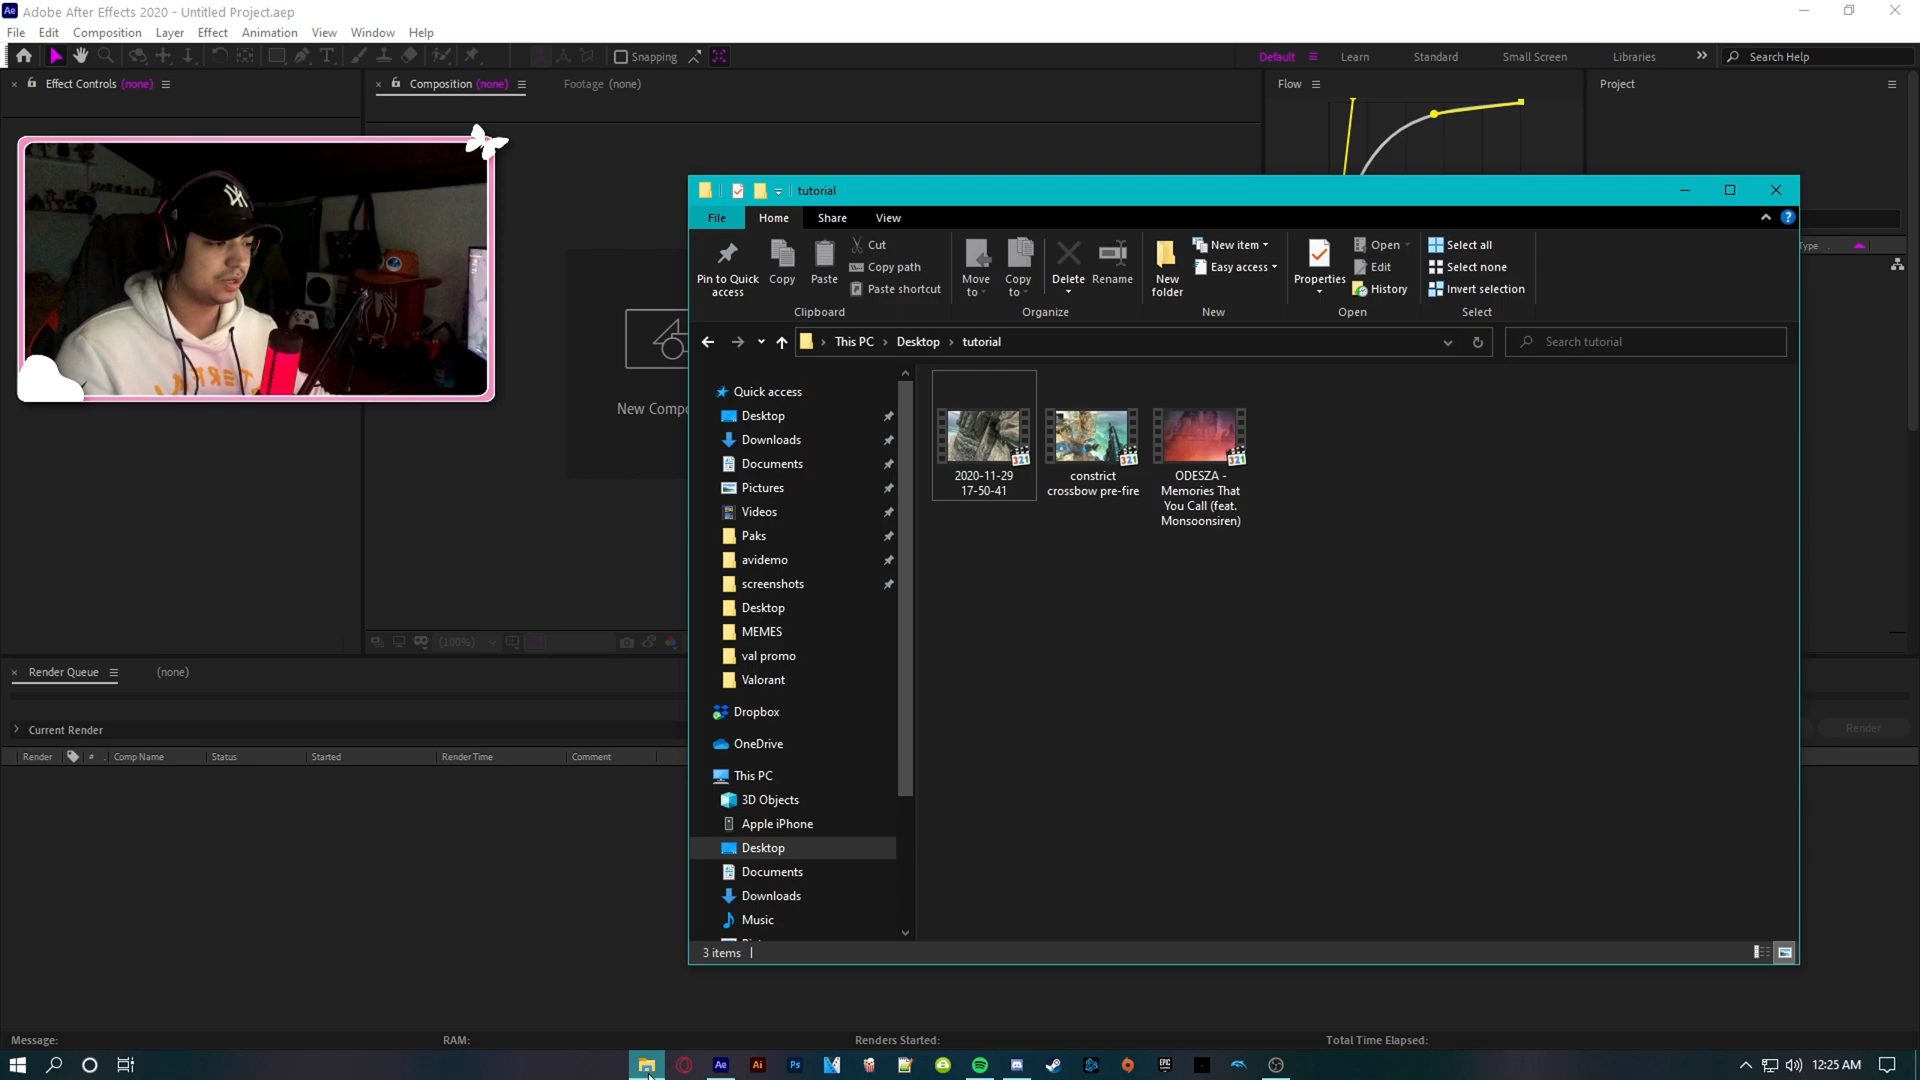 Ae Adobe After Effects 2020 - Untitled Project.aep
File Edit Composition Layer Effect Animation View Window Help
Snapping
Default Learn Standard Small Screen Libraries Search Help
Effect Controls (none)
Composition (none)
Footage (none)
Flow
Project
tutorial
File Home Share View
Pin to Quick access
Copy
Paste
Cut
Copy path
Paste shortcut
Clipboard
Move to
Copy to
Delete
Rename
Organize
New folder
New item
Easy access
New
Properties
Open
Edit
History
Open
Select all
Select none
Invert selection
Select
Type
This PC Desktop tutorial
Search tutorial
Quick access
Desktop
Downloads
Documents
Pictures
Videos
Paks
avidemo
screenshots
Desktop
MEMES
val promo
Valorant
Dropbox
OneDrive
This PC
3D Objects
Apple iPhone
Desktop
Documents
Downloads
Music
2020-11-29
17-50-41
constrict
crossbow pre-fire
ODESZA -
Memories That
You Call (feat.
Monsoonsiren)
3 items
New Compo
(100%)
Render Queue
(none)
Current Render
Render
Render # Comp Name Status Started Render Time Comment
Message: RAM: Renders Started: Total Time Elapsed:
Ae Ai Ps EPIC
12:25 AM